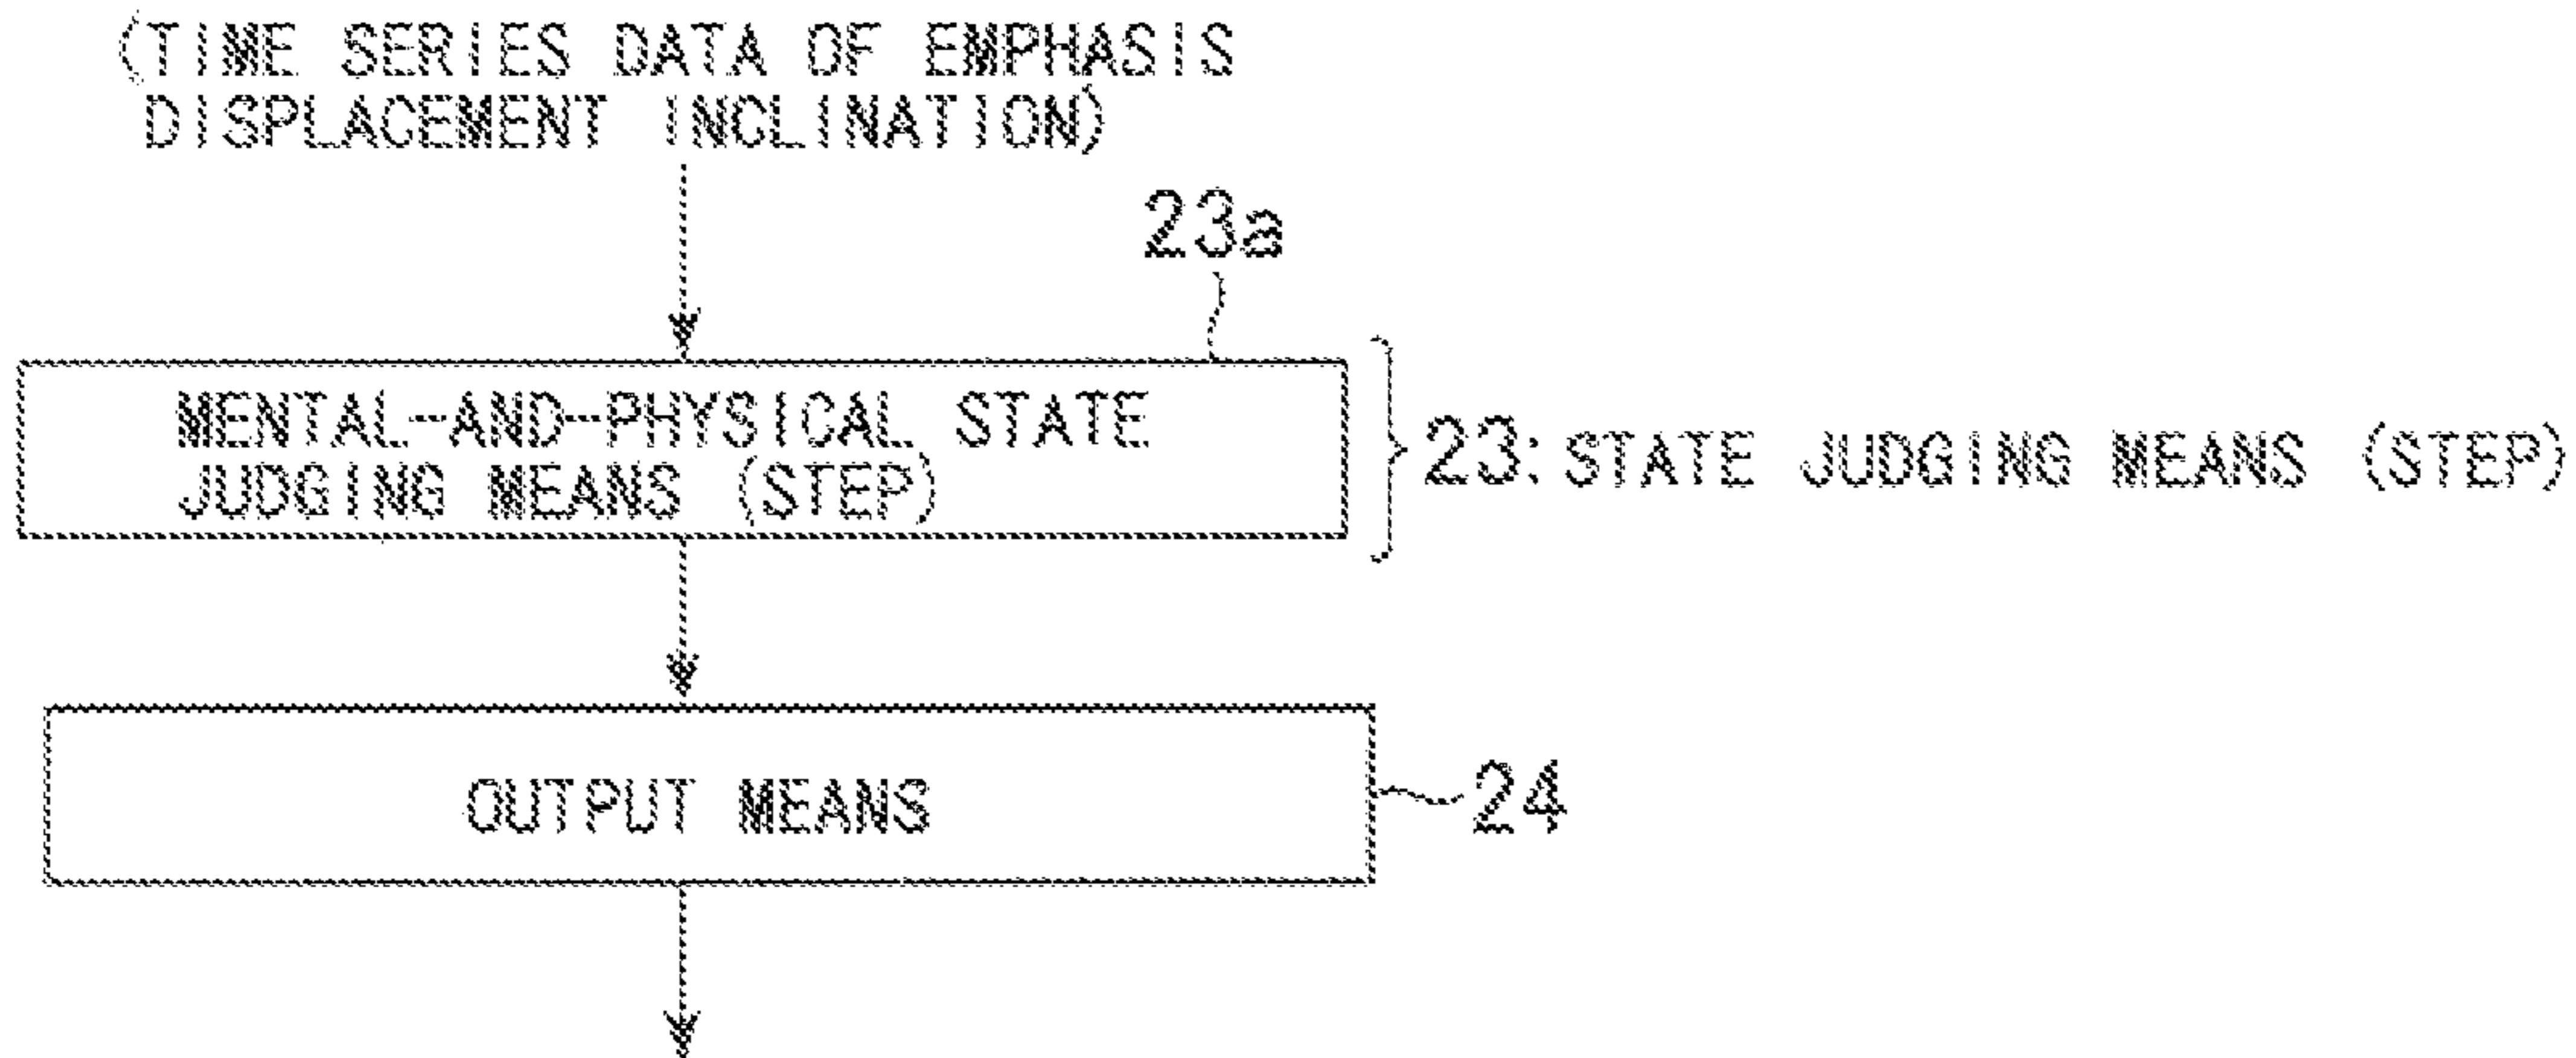 (TIME SERIES DATA OF EMPHASIS
DISPLACEMENT INCLINATION)
23a
MENTAL-AND-PHYSICAL STATE
JUDGING MEANS (STEP)
23: STATE JUDGING MEANS (STEP)
OUTPUT MEANS
24